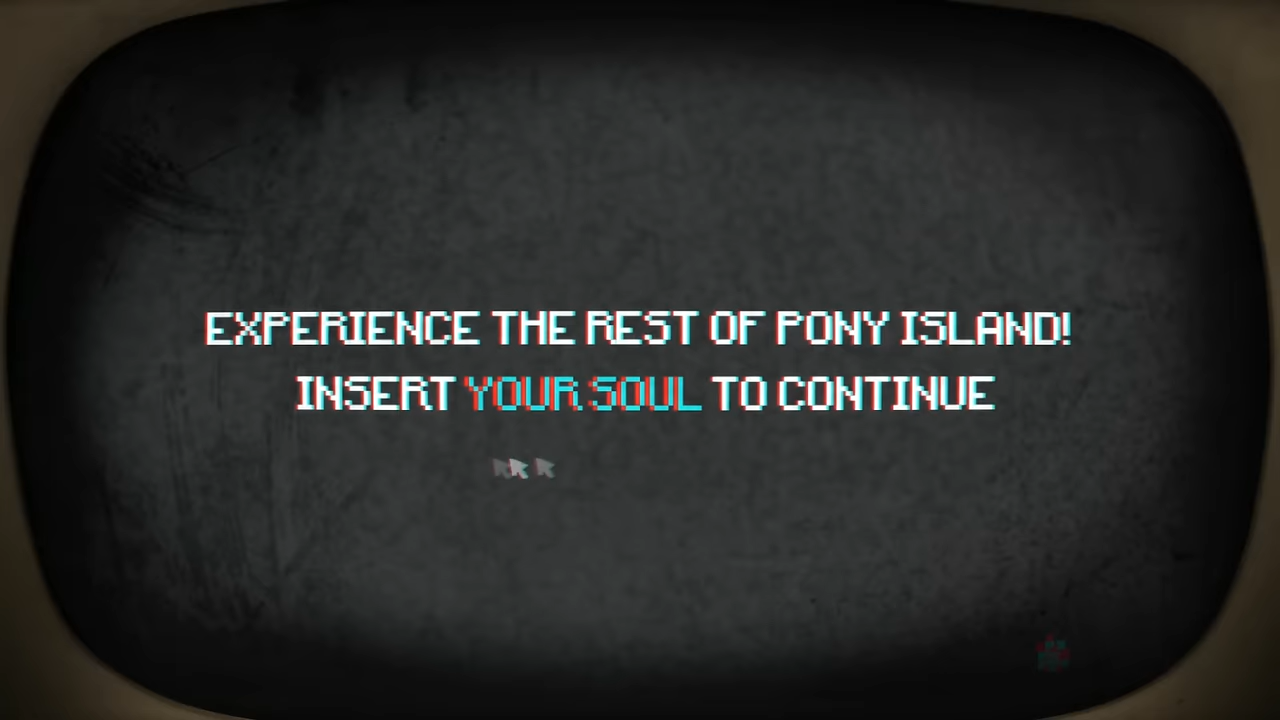 EXPERIENCE THE REST OF PONY ISLAND!
INSERT YOUR SOUL TO CONTINUE